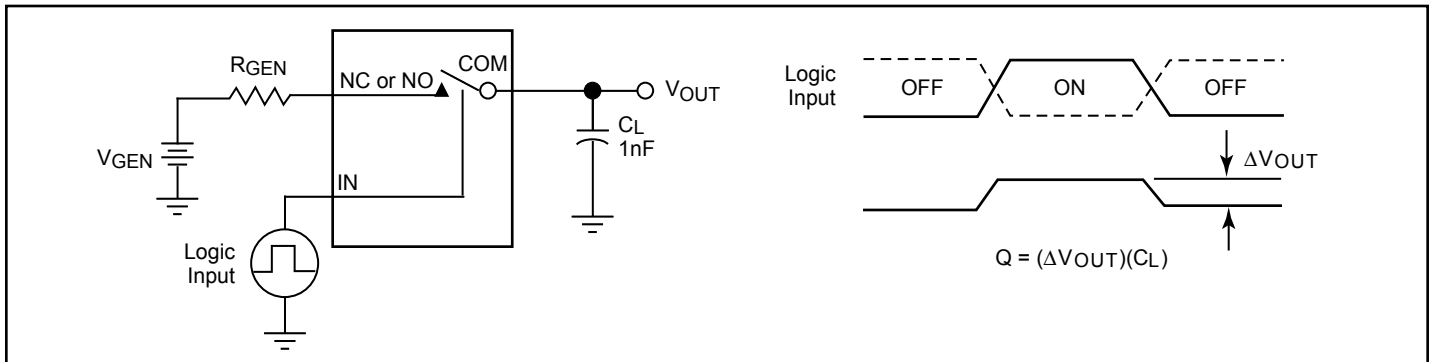 RGEN
NC or NO
COM
VOUT
CL
1nF
VGEN
IN
Logic
Input
Logic
Input
OFF
ON
OFF
ΔVOUT
Q = (ΔVOUT)(CL)